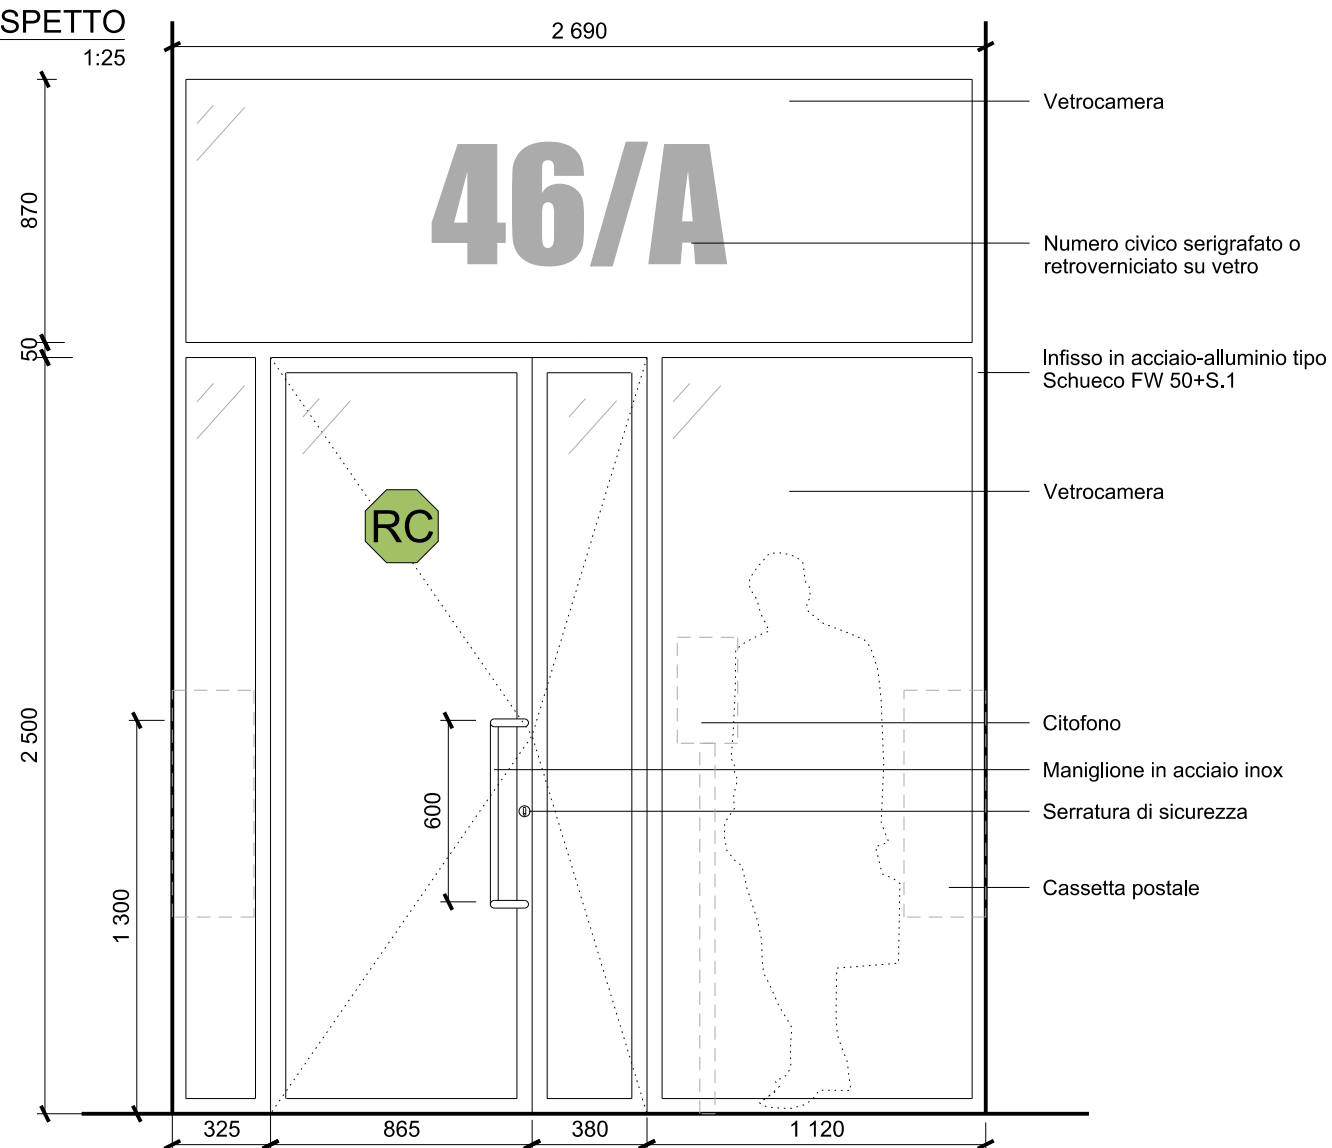 SPETTO
1:25
2 690
Vetrocamera
46/A
870
Numero civico serigrafato o
retroverniciato su vetro
50
Infisso in acciaio-alluminio tipo
Schueco FW 50+S.1
Vetrocamera
RC
2 500
Citofono
Maniglione in acciaio inox
600
Serratura di sicurezza
Cassetta postale
1 300
325
865
380
1 120